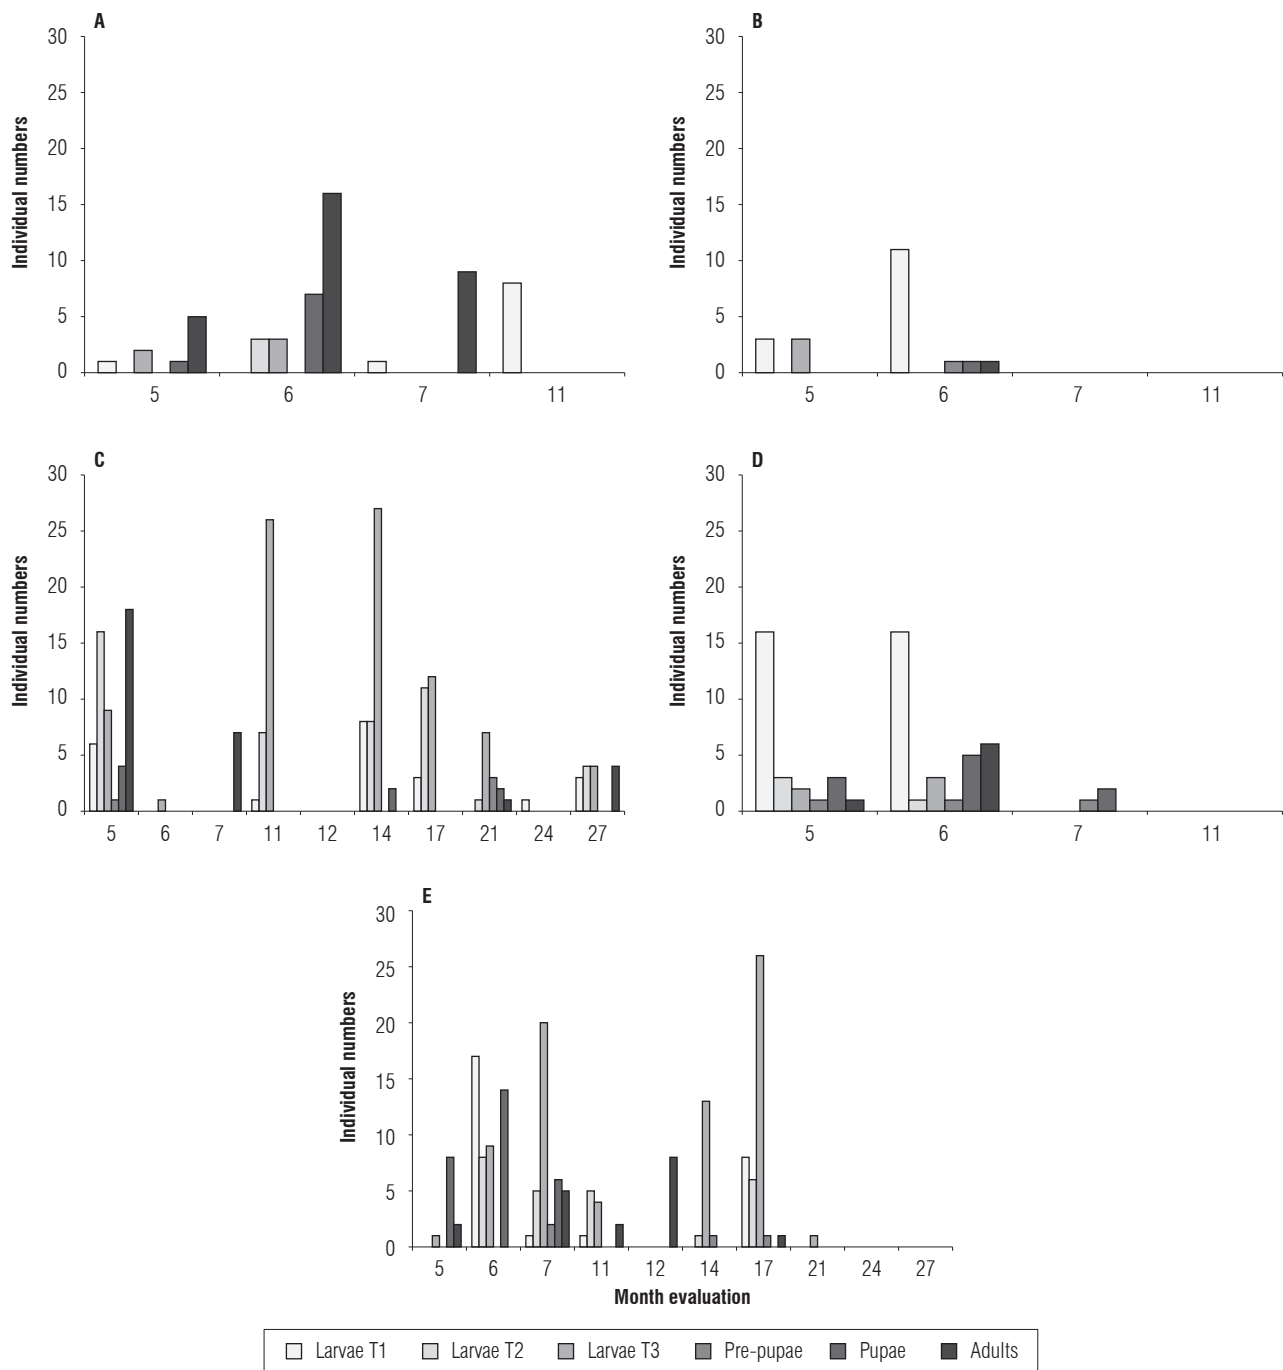 A
Individual numbers
30
25
20
15
10
5
0
5 6 7 11
B
Individual numbers
30
25
20
15
10
5
0
5 6 7 11
C
Individual numbers
30
25
20
15
10
5
0
5 6 7 11 12 14 17 21 24 27
D
Individual numbers
30
25
20
15
10
5
0
5 6 7 11
E
Individual numbers
30
25
20
15
10
5
0
5 6 7 11 12 14 17 21 24 27
Month evaluation
Larvae T1 Larvae T2 Larvae T3 Pre-pupae Pupae Adults